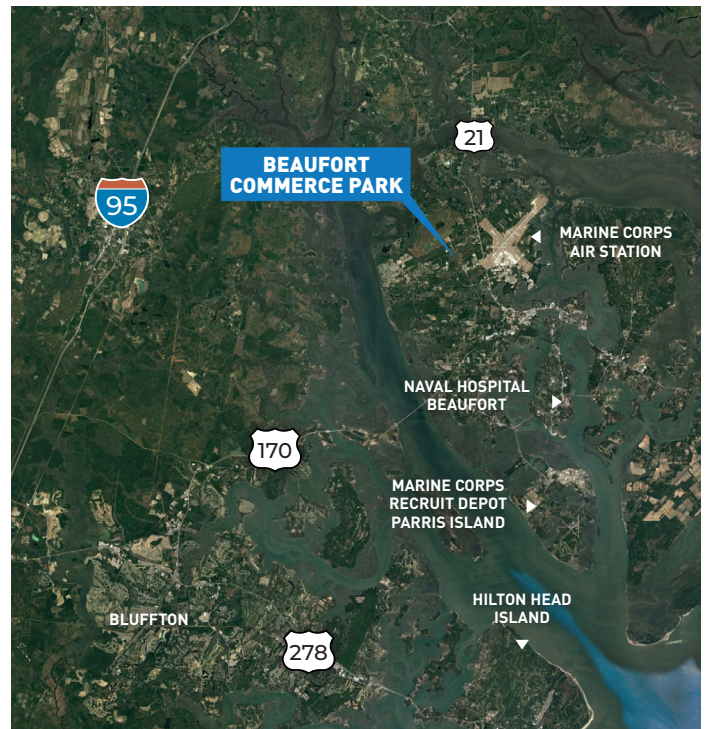 21
BEAUFORT
COMMERCE PARK
95
MARINE CORPS
AIR STATION
NAVAL HOSPITAL
BEAUFORT
170
MARINE CORPS
RECRUIT DEPOT
PARRIS ISLAND
HILTON HEAD
ISLAND
BLUFFTON
278